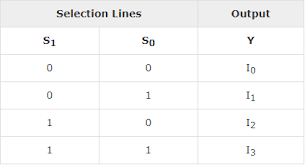 Selection Lines Output
S₁ S₀ Y
0 0 I₀
0 1 I₁
1 0 I₂
1 1 I₃